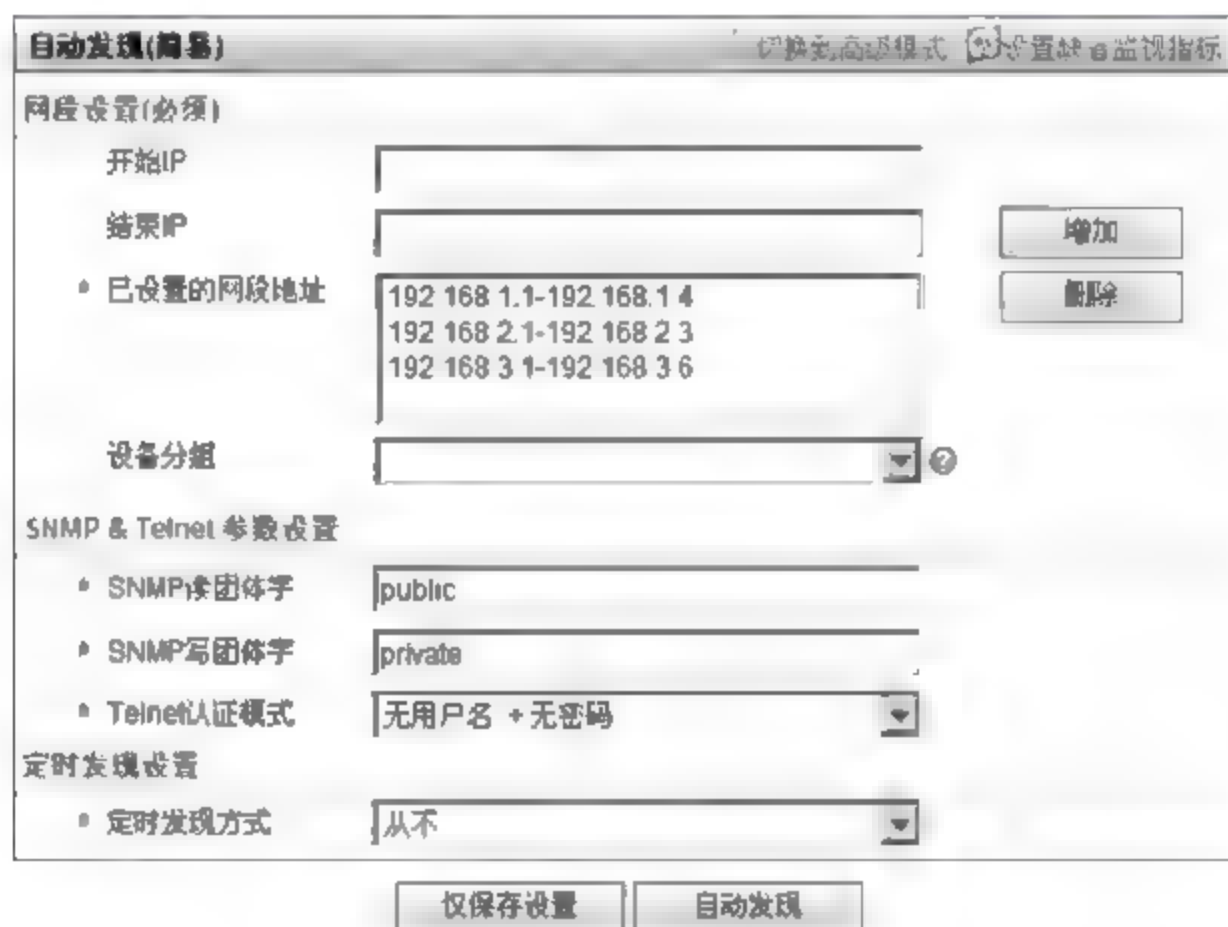 自动发现(简易) 切换到高级模式 设置缺省监视指标
网段设置(必须)
开始IP
结束IP 增加
* 已设置的网段地址 192.168.1.1-192.168.1.4 删除
192.168.2.1-192.168.2.3
192.168.3.1-192.168.3.6
设备分组
SNMP & Telnet 参数设置
* SNMP读团体字 public
* SNMP写团体字 private
* Telnet认证模式 无用户名 + 无密码
定时发现设置
* 定时发现方式 从不
仅保存设置 自动发现